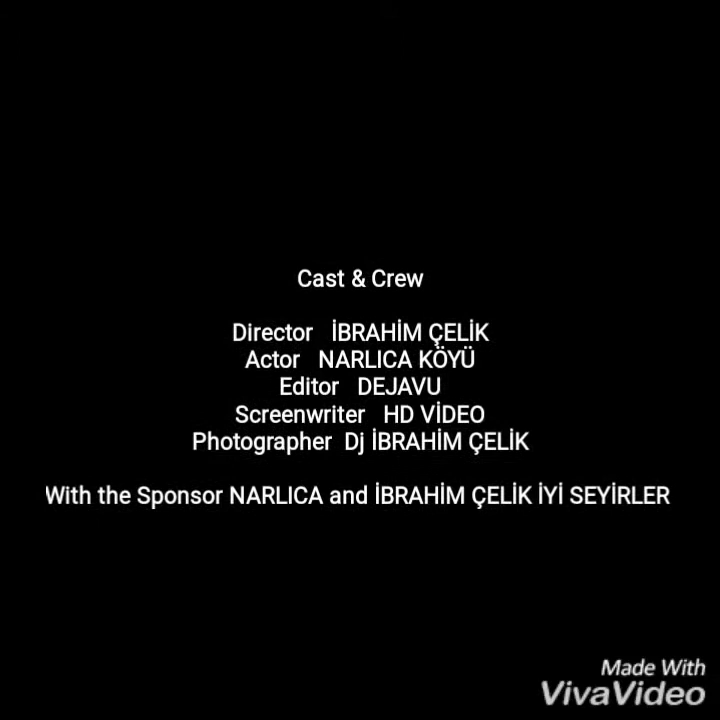 Cast & Crew
Director İBRAHİM ÇELİK
Actor NARLICA KÖYÜ
Editor DEJAVU
Screenwriter HD VİDEO
Photographer Dj İBRAHİM ÇELİK
With the Sponsor NARLICA and İBRAHİM ÇELİK İYİ SEYİRLER
Made With
VivaVideo